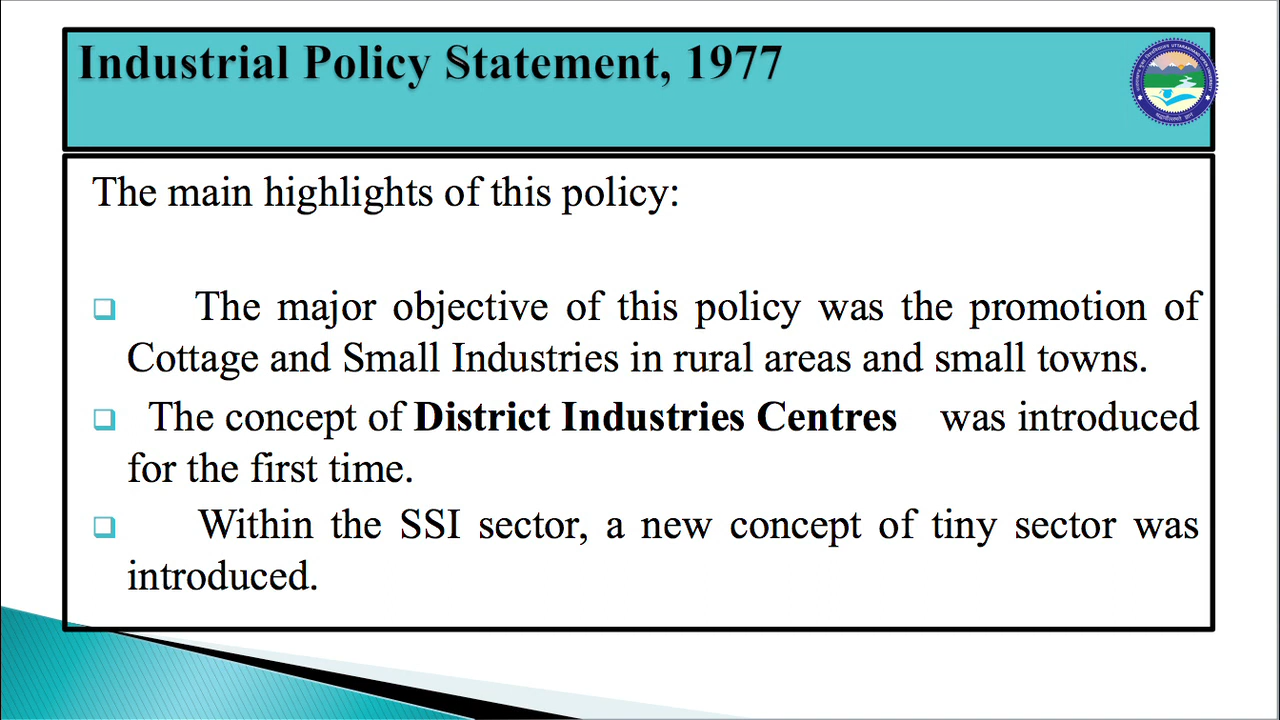 Industrial Policy Statement, 1977
The main highlights of this policy:
❑ The major objective of this policy was the promotion of
Cottage and Small Industries in rural areas and small towns.
❑ The concept of District Industries Centres was introduced
for the first time.
❑ Within the SSI sector, a new concept of tiny sector was
introduced.